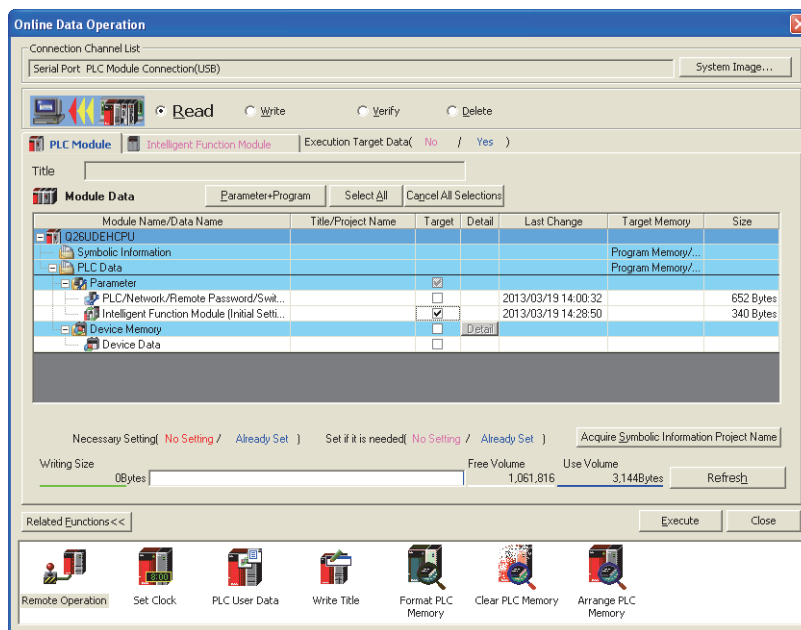 Online Data Operation
Connection Channel List
Serial Port PLC Module Connection(USB)
System Image...
Read
Write
Verify
Delete
PLC Module
Intelligent Function Module
Execution Target Data( No / Yes )
Title
Module Data
Parameter+Program
Select All
Cancel All Selections
Module Name/Data Name Title/Project Name Target Detail Last Change Target Memory Size
Q26UDEHCPU
Symbolic Information Program Memory/...
PLC Data Program Memory/...
Parameter
PLC/Network/Remote Password/Swit... 2013/03/19 14:00:32 652 Bytes
Intelligent Function Module (Initial Setti... 2013/03/19 14:28:50 340 Bytes
Device Memory Detail
Device Data
Necessary Setting( No Setting / Already Set )
Set if it is needed( No Setting / Already Set )
Acquire Symbolic Information Project Name
Writing Size
0Bytes
Free Volume
1,061,816
Use Volume
3,144Bytes
Refresh
Related Functions<<
Execute
Close
Remote Operation
8:00
Set Clock
PLC User Data
Write Title
Format PLC
Memory
Clear PLC Memory
Arrange PLC
Memory